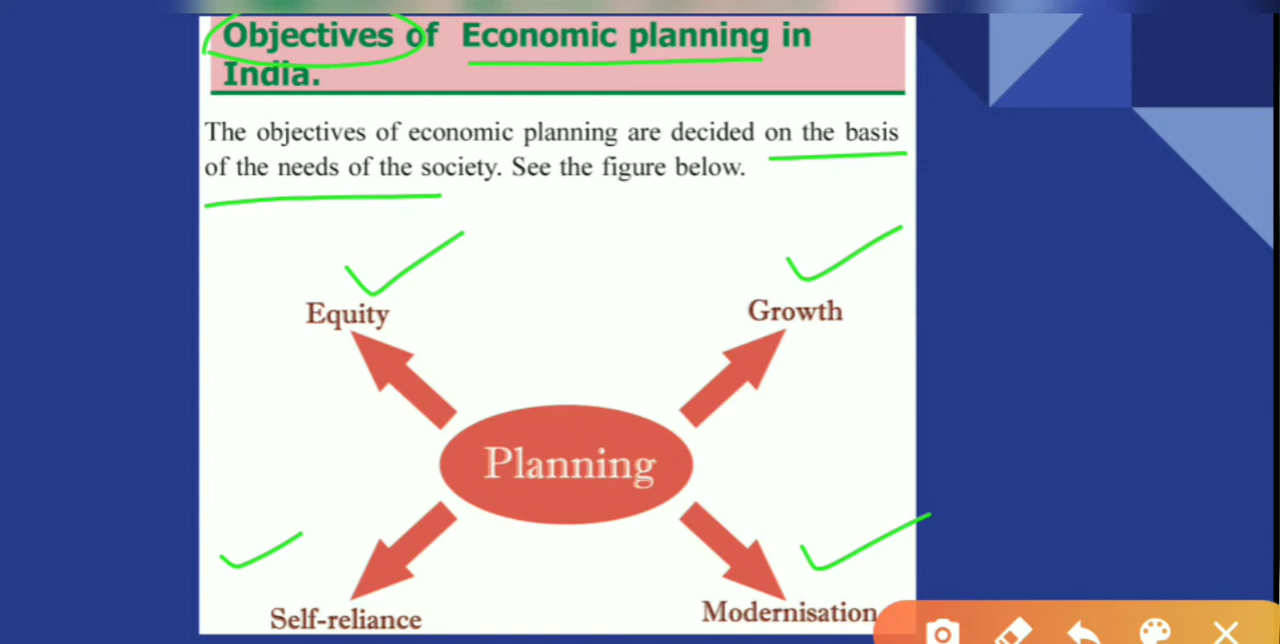 Objectives of Economic planning in
India.
The objectives of economic planning are decided on the basis
of the needs of the society. See the figure below.
Equity
Growth
Planning
Self-reliance
Modernisation